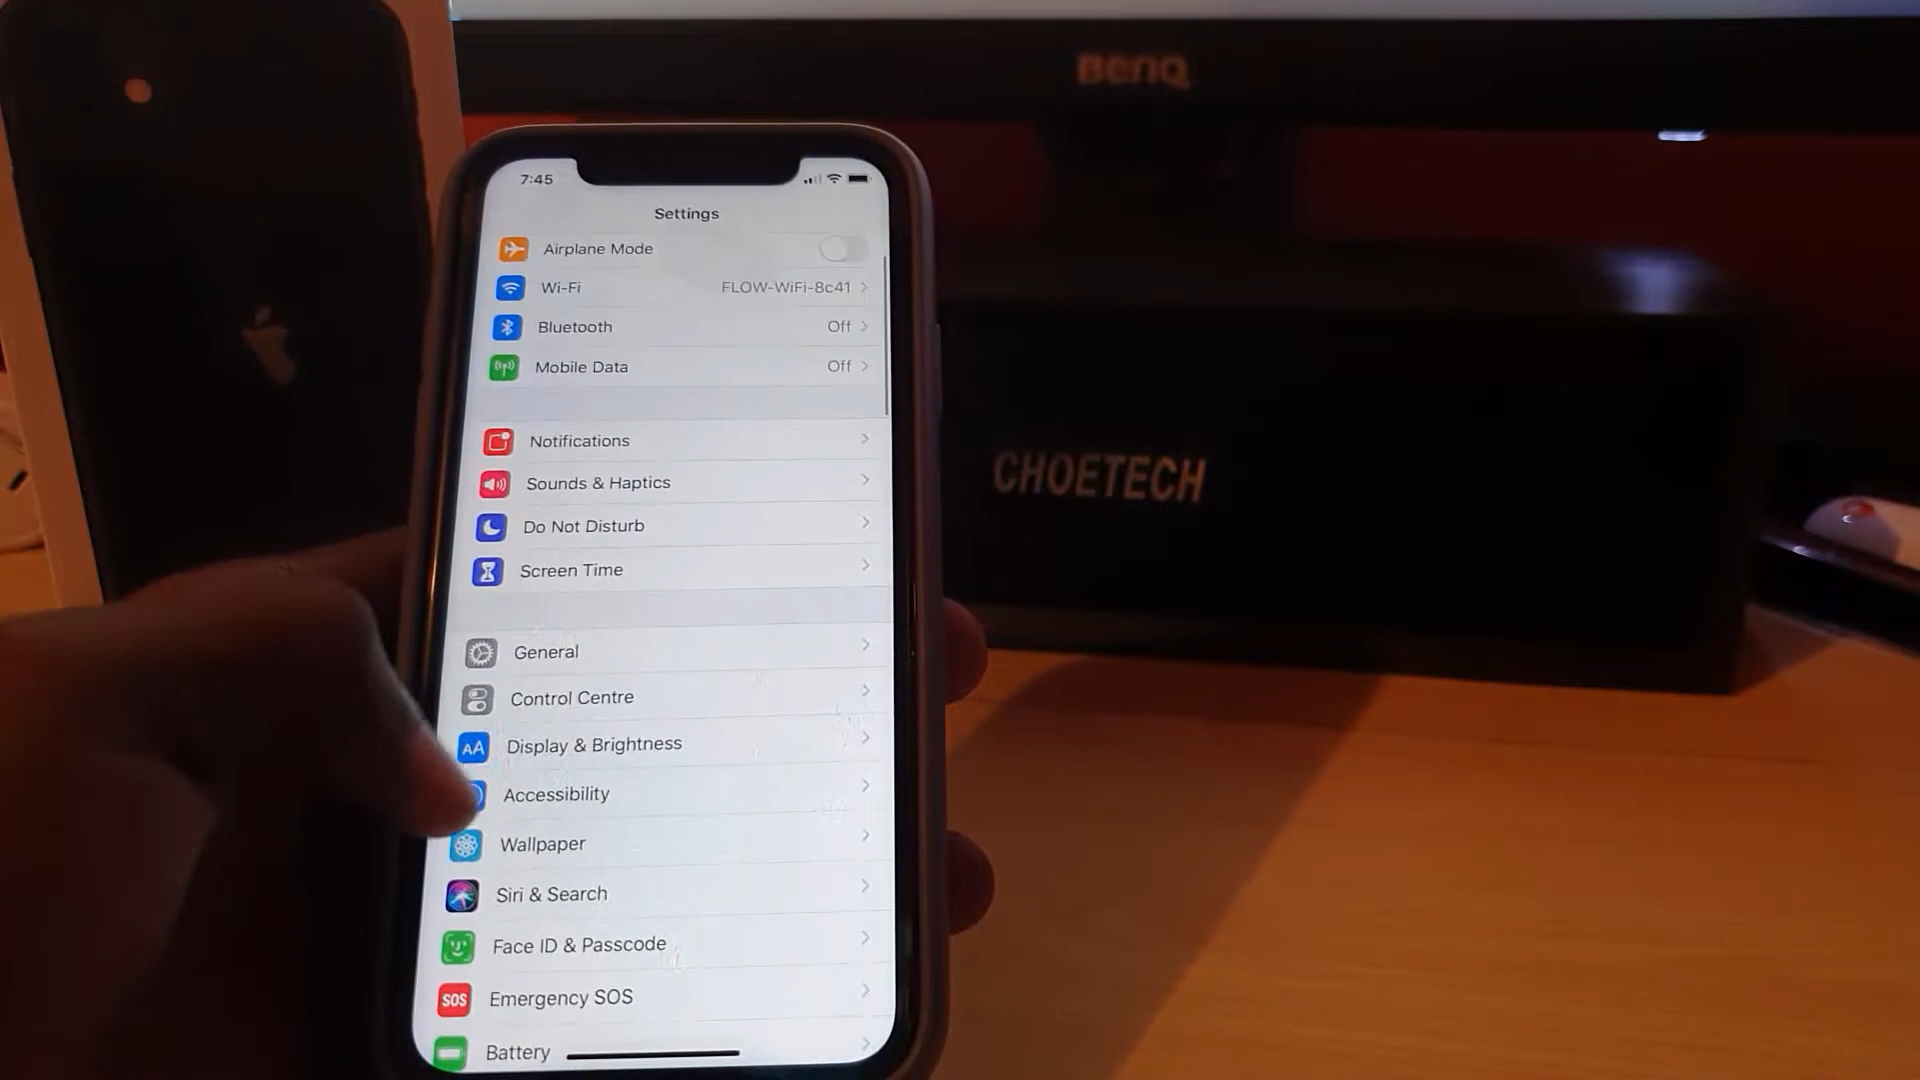 BenQ
7:45
Settings
Airplane Mode
Wi-Fi FLOW-WiFi-8c41
Bluetooth Off
Mobile Data Off
Notifications
Sounds & Haptics
Do Not Disturb
Screen Time
General
Control Centre
AA Display & Brightness
Accessibility
Wallpaper
Siri & Search
Face ID & Passcode
SOS Emergency SOS
Battery
CHOETECH